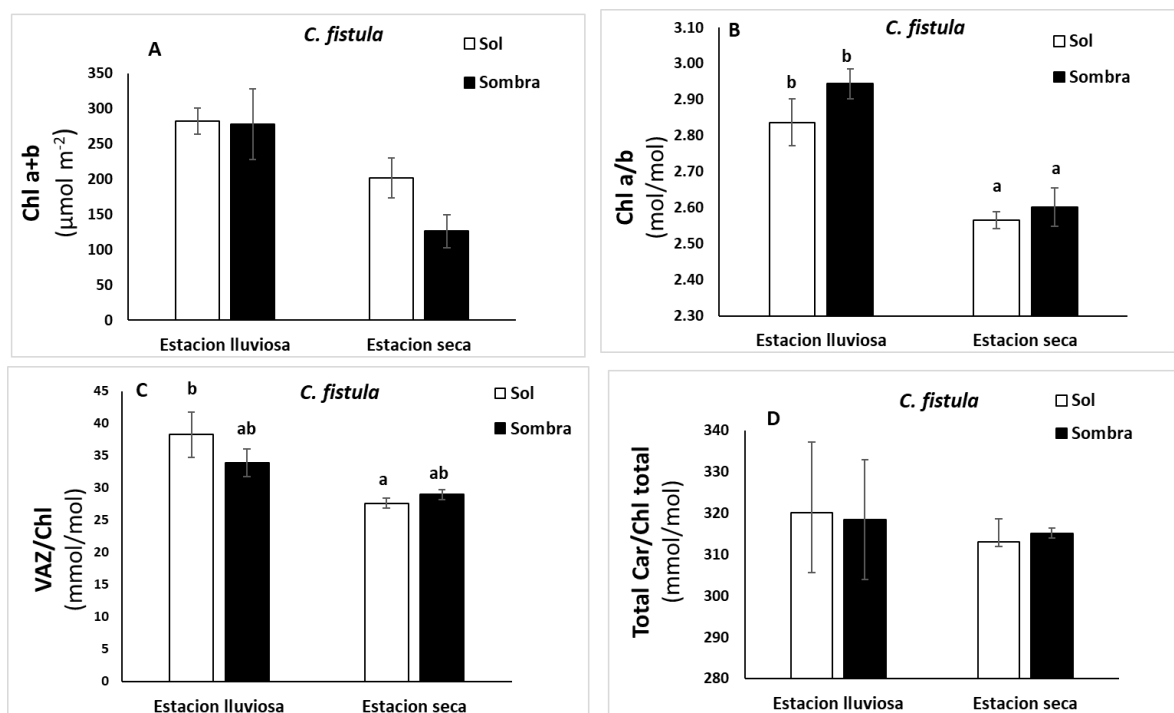 A
C. fistula
Sol
Sombra
350
300
250
200
150
100
50
0
Chl a+b
(µmol m⁻²)
Estacion lluviosa
Estacion seca
B
C. fistula
Sol
Sombra
3.10
3.00
2.90
2.80
2.70
2.60
2.50
2.40
2.30
Chl a/b
(mol/mol)
b
b
a
a
Estacion lluviosa
Estacion seca
C
C. fistula
Sol
Sombra
45
40
35
30
25
20
15
10
5
0
VAZ/Chl
(mmol/mol)
b
ab
a
ab
Estacion lluviosa
Estacion seca
D
C. fistula
Sol
Sombra
340
330
320
310
300
290
280
Total Car/Chl total
(mmol/mol)
Estacion lluviosa
Estacion seca